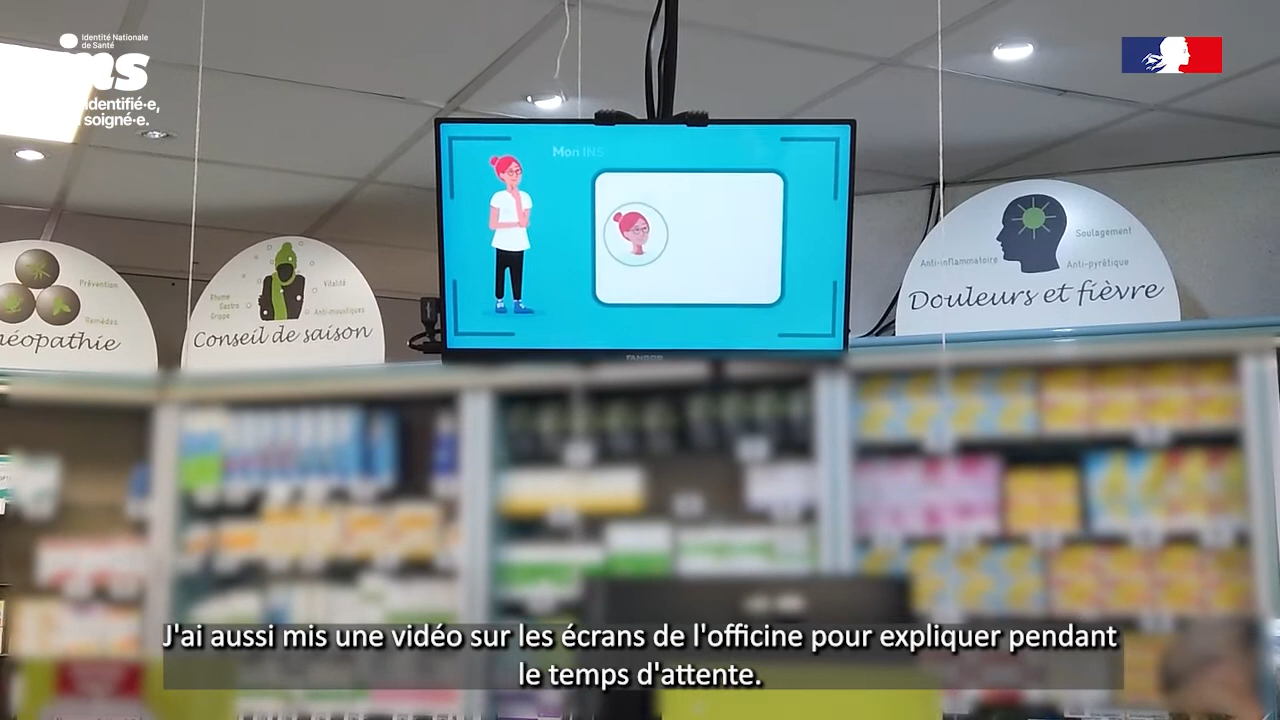 Identité Nationale
de Santé
ins
identifié·e,
soigné·e.
Mon INS
FANGOR
Prévention
Remèdes
éopathie
Rhume
Gastro
Grippe
Vitalité
Anti-moustiques
Conseil de saison
Soulagement
Anti-inflammatoire
Anti-pyrétique
Douleurs et fièvre
J'ai aussi mis une vidéo sur les écrans de l'officine pour expliquer pendant
le temps d'attente.